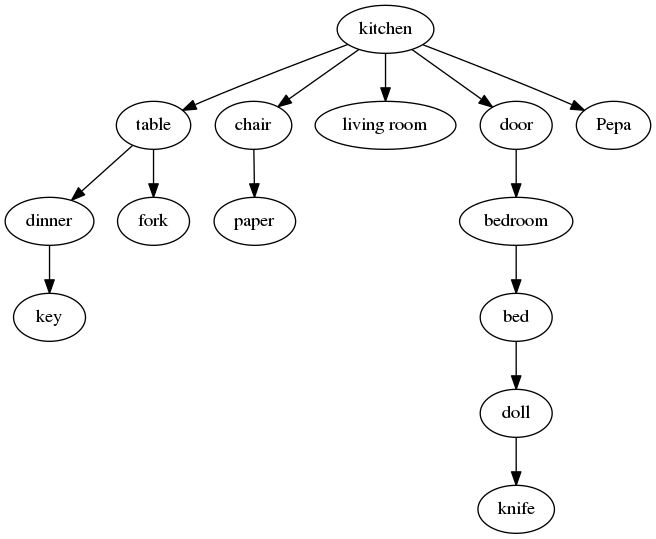 kitchen
table
chair
living room
door
Pepa
dinner
fork
paper
bedroom
key
bed
doll
knife